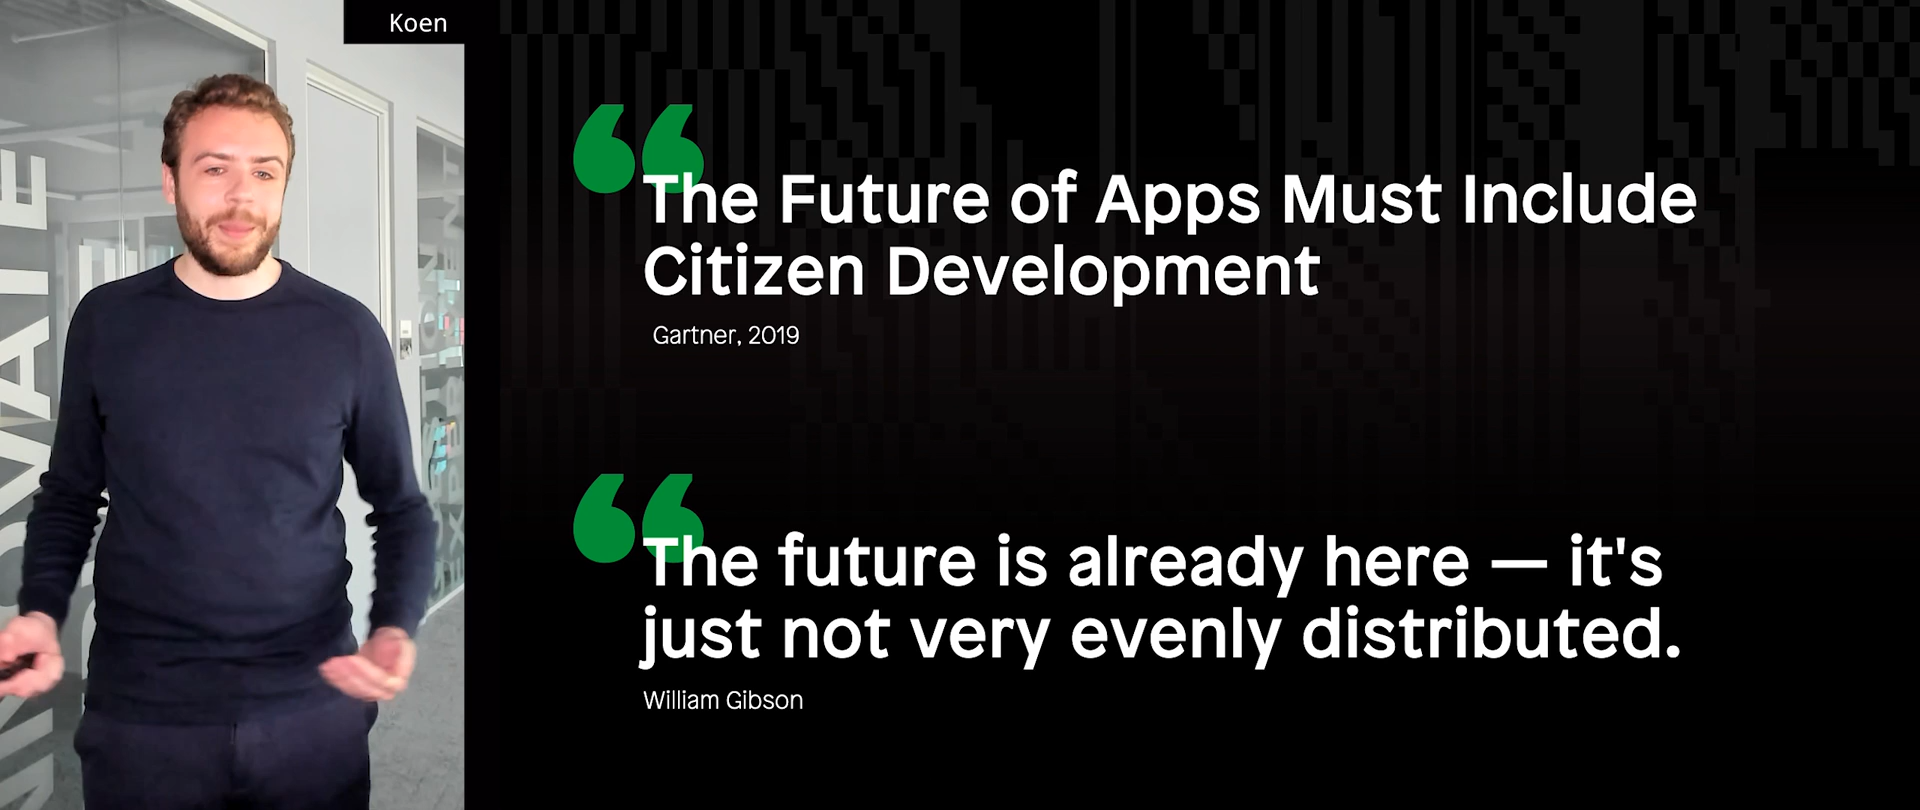 Koen
“The Future of Apps Must Include
Citizen Development
Gartner, 2019
“The future is already here — it's
just not very evenly distributed.
William Gibson